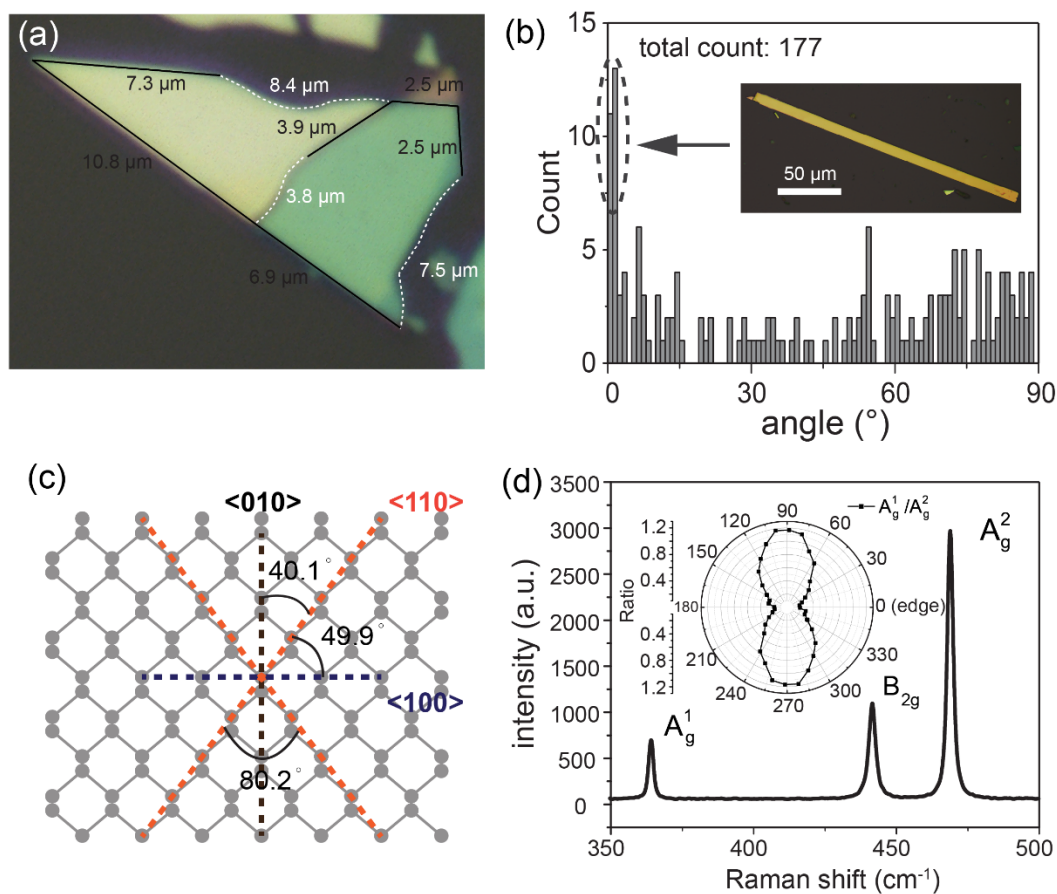 (a)
7.3 µm
8.4 µm
2.5 µm
3.9 µm
2.5 µm
10.8 µm
3.8 µm
7.5 µm
6.9 µm
(b)
total count: 177
15
10
5
0
Count
50 µm
0 30 60 90
angle (°)
(c)
<010>
<110>
40.1°
49.9°
<100>
80.2°
(d)
3500
3000
2500
2000
1500
1000
500
0
intensity (a.u.)
A¹g/A²g
1.2
0.8
0.4
0.4
0.8
1.2
Ratio
90
60
30
0 (edge)
330
300
270
240
210
180
150
120
A¹g
B2g
A²g
350 400 450 500
Raman shift (cm⁻¹)